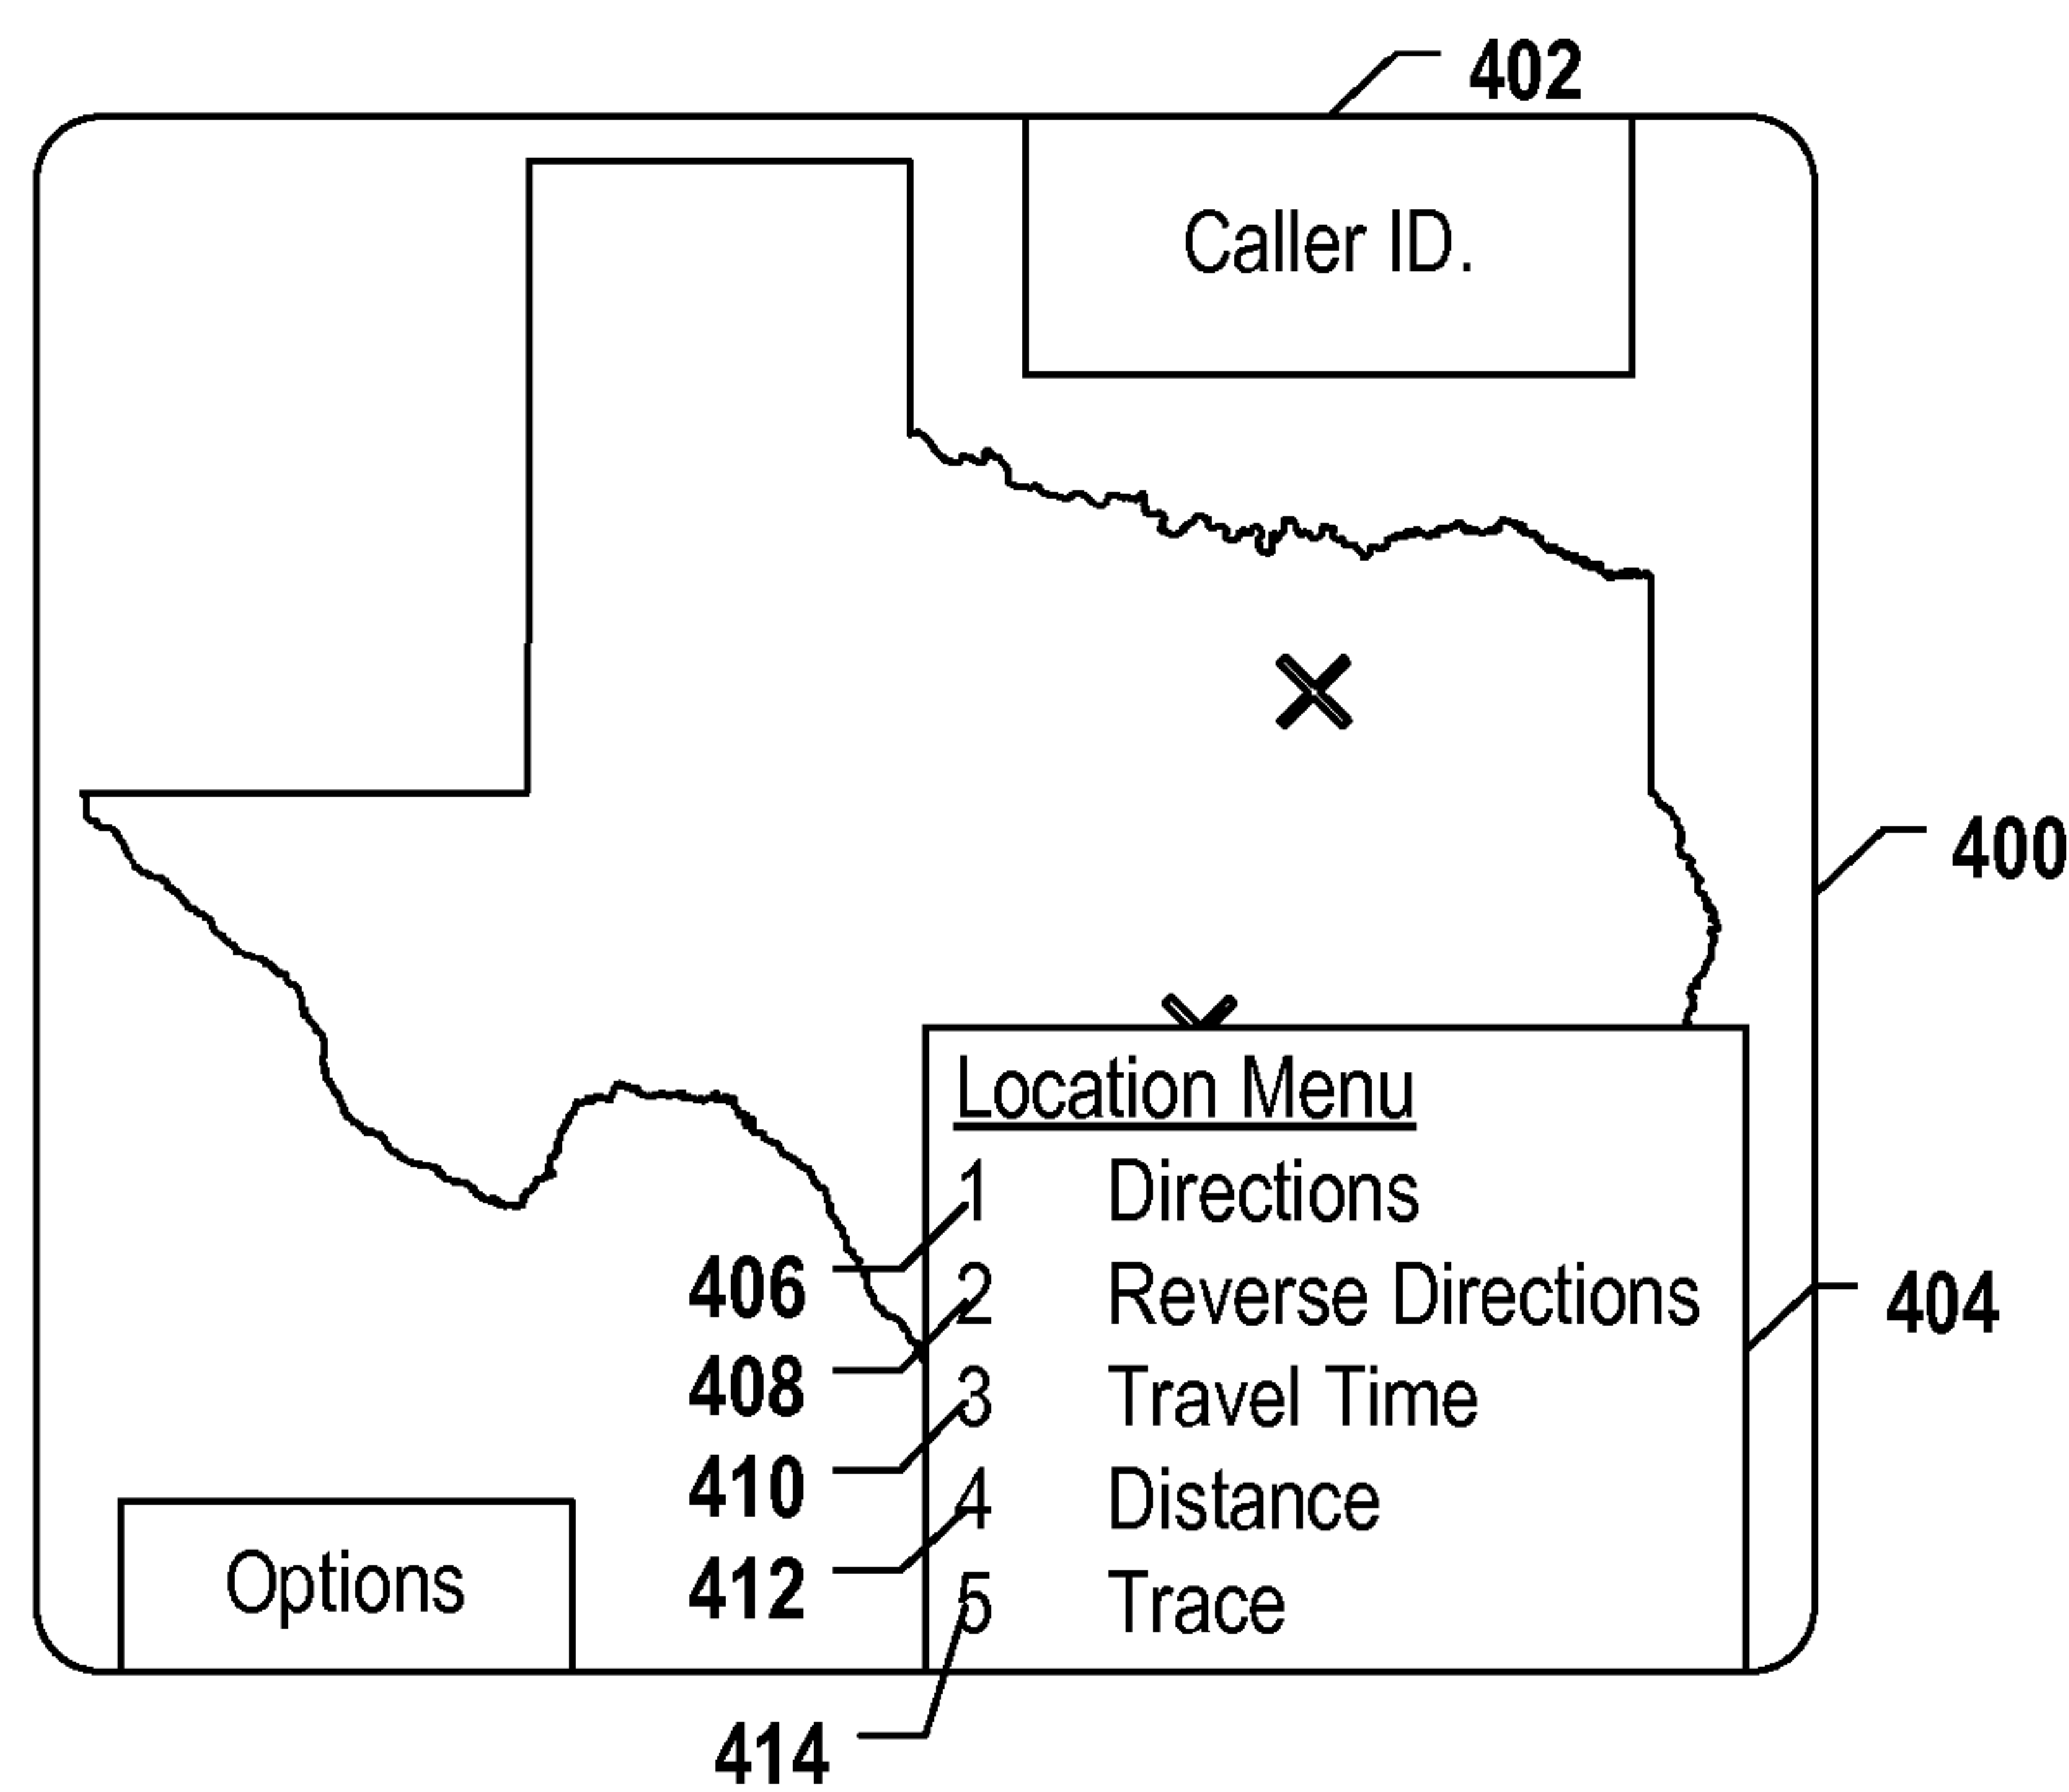 402
Caller ID.
400
Location Menu
1 Directions
406
2 Reverse Directions
404
408
3 Travel Time
410
4 Distance
412
5 Trace
Options
414